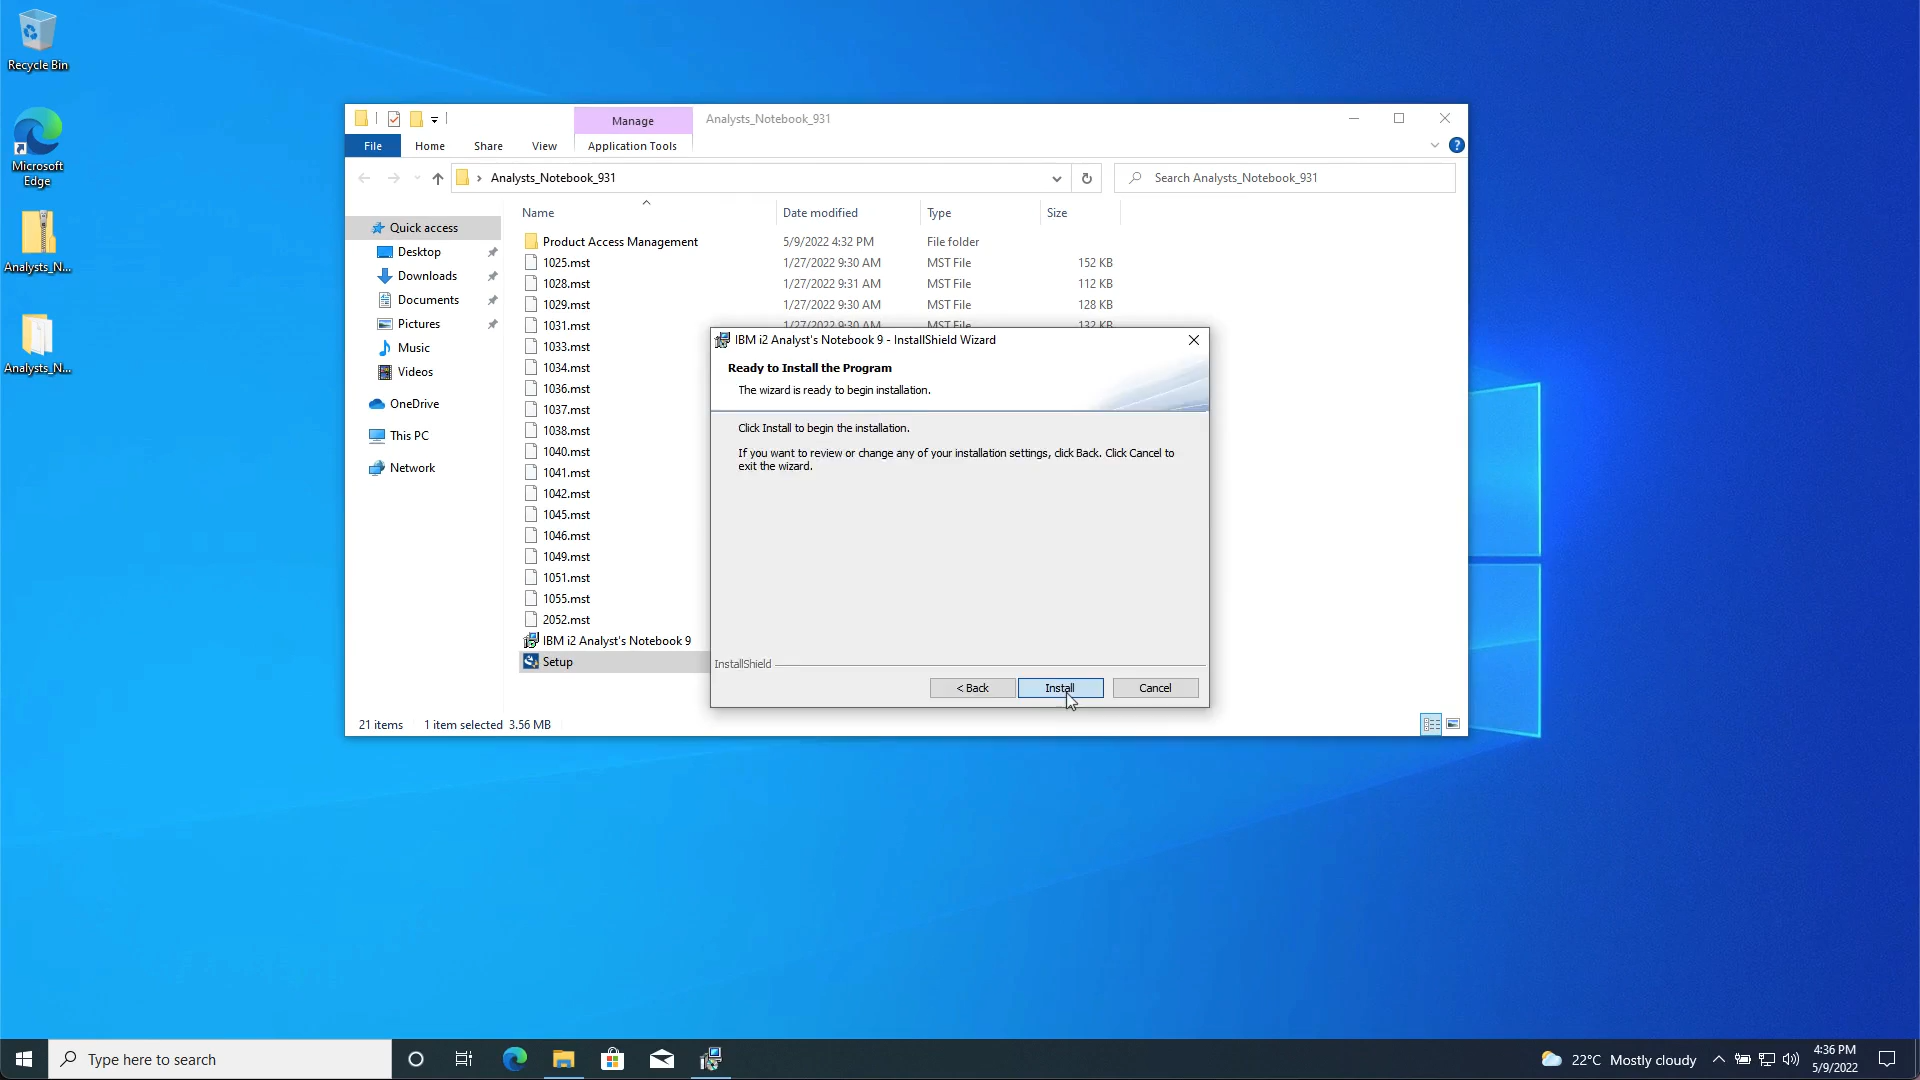 Recycle Bin
Microsoft
Edge
Analysts_N...
Analysts_N...
Manage
Analysts_Notebook_931
File
Home
Share
View
Application Tools
?
› Analysts_Notebook_931
Search Analysts_Notebook_931
Name
Date modified
Type
Size
Quick access
Desktop
Downloads
Documents
Pictures
Music
Videos
OneDrive
This PC
Network
Product Access Management 5/9/2022 4:32 PM File folder
1025.mst 1/27/2022 9:30 AM MST File 152 KB
1028.mst 1/27/2022 9:31 AM MST File 112 KB
1029.mst 1/27/2022 9:30 AM MST File 128 KB
1031.mst 1/27/2022 9:30 AM MST File 132 KB
1033.mst
1034.mst
1036.mst
1037.mst
1038.mst
1040.mst
1041.mst
1042.mst
1045.mst
1046.mst
1049.mst
1051.mst
1055.mst
2052.mst
IBM i2 Analyst's Notebook 9
Setup
IBM i2 Analyst's Notebook 9 - InstallShield Wizard
Ready to Install the Program
The wizard is ready to begin installation.
Click Install to begin the installation.
If you want to review or change any of your installation settings, click Back. Click Cancel to
exit the wizard.
InstallShield
< Back
Install
Cancel
21 items 1 item selected 3.56 MB
Type here to search
22°C Mostly cloudy
4:36 PM
5/9/2022